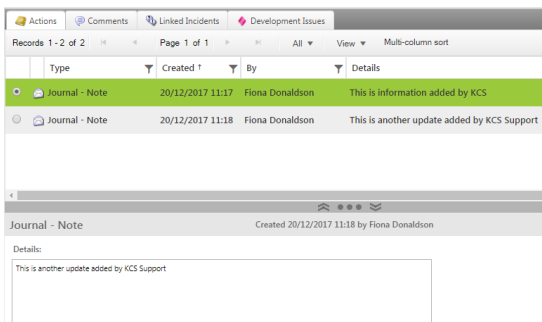 Actions Comments Linked Incidents Development Issues
Records 1 - 2 of 2 Page 1 of 1 All View Multi-column sort
Type Created ↑ By Details
Journal - Note 20/12/2017 11:17 Fiona Donaldson This is information added by KCS
Journal - Note 20/12/2017 11:18 Fiona Donaldson This is another update added by KCS Support
Journal - Note Created 20/12/2017 11:18 by Fiona Donaldson
Details:
This is another update added by KCS Support